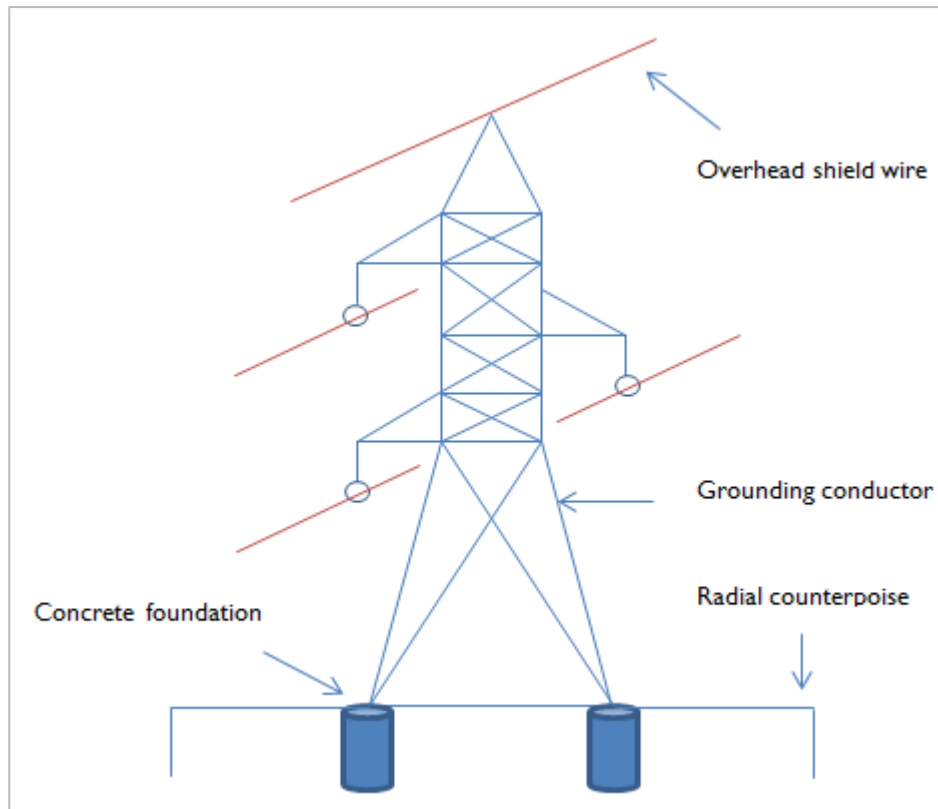 Overhead shield wire
Grounding conductor
Radial counterpoise
Concrete foundation